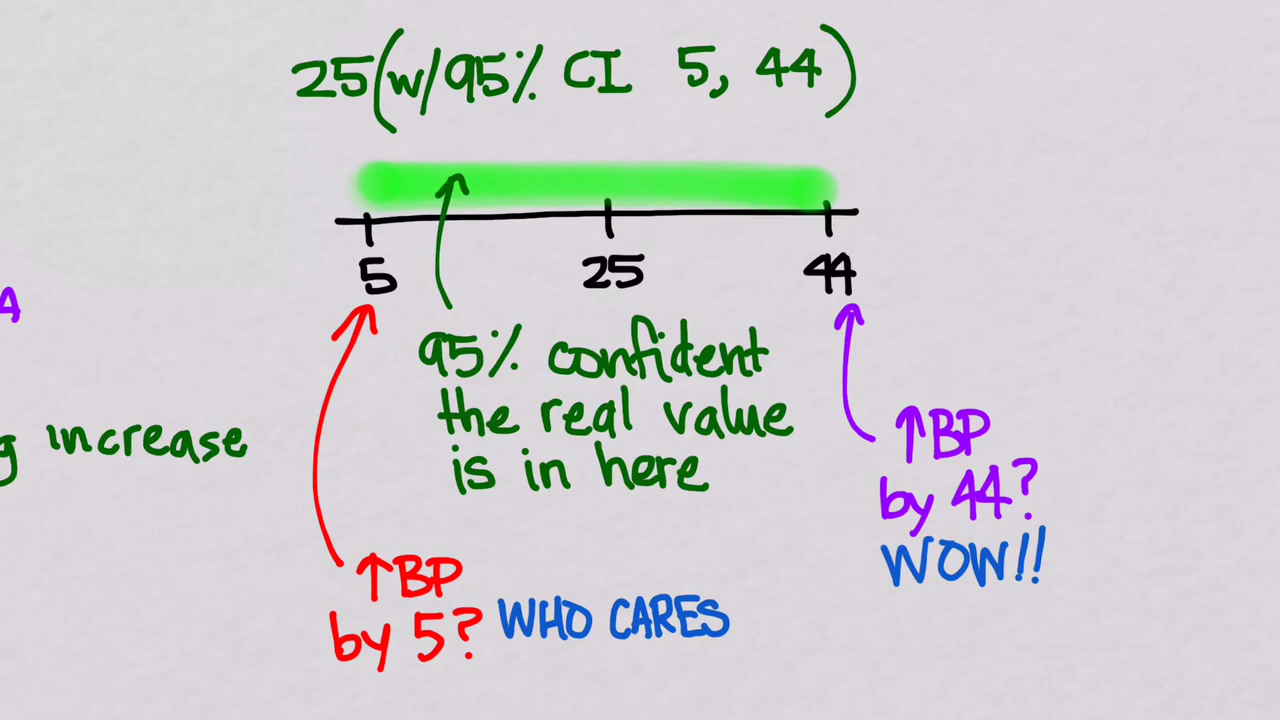 25(w/95% CI 5, 44)
5 25 44
95% confident
the real value
is in here
increase
↑BP
by 44?
WOW!!
↑BP
by 5? WHO CARES